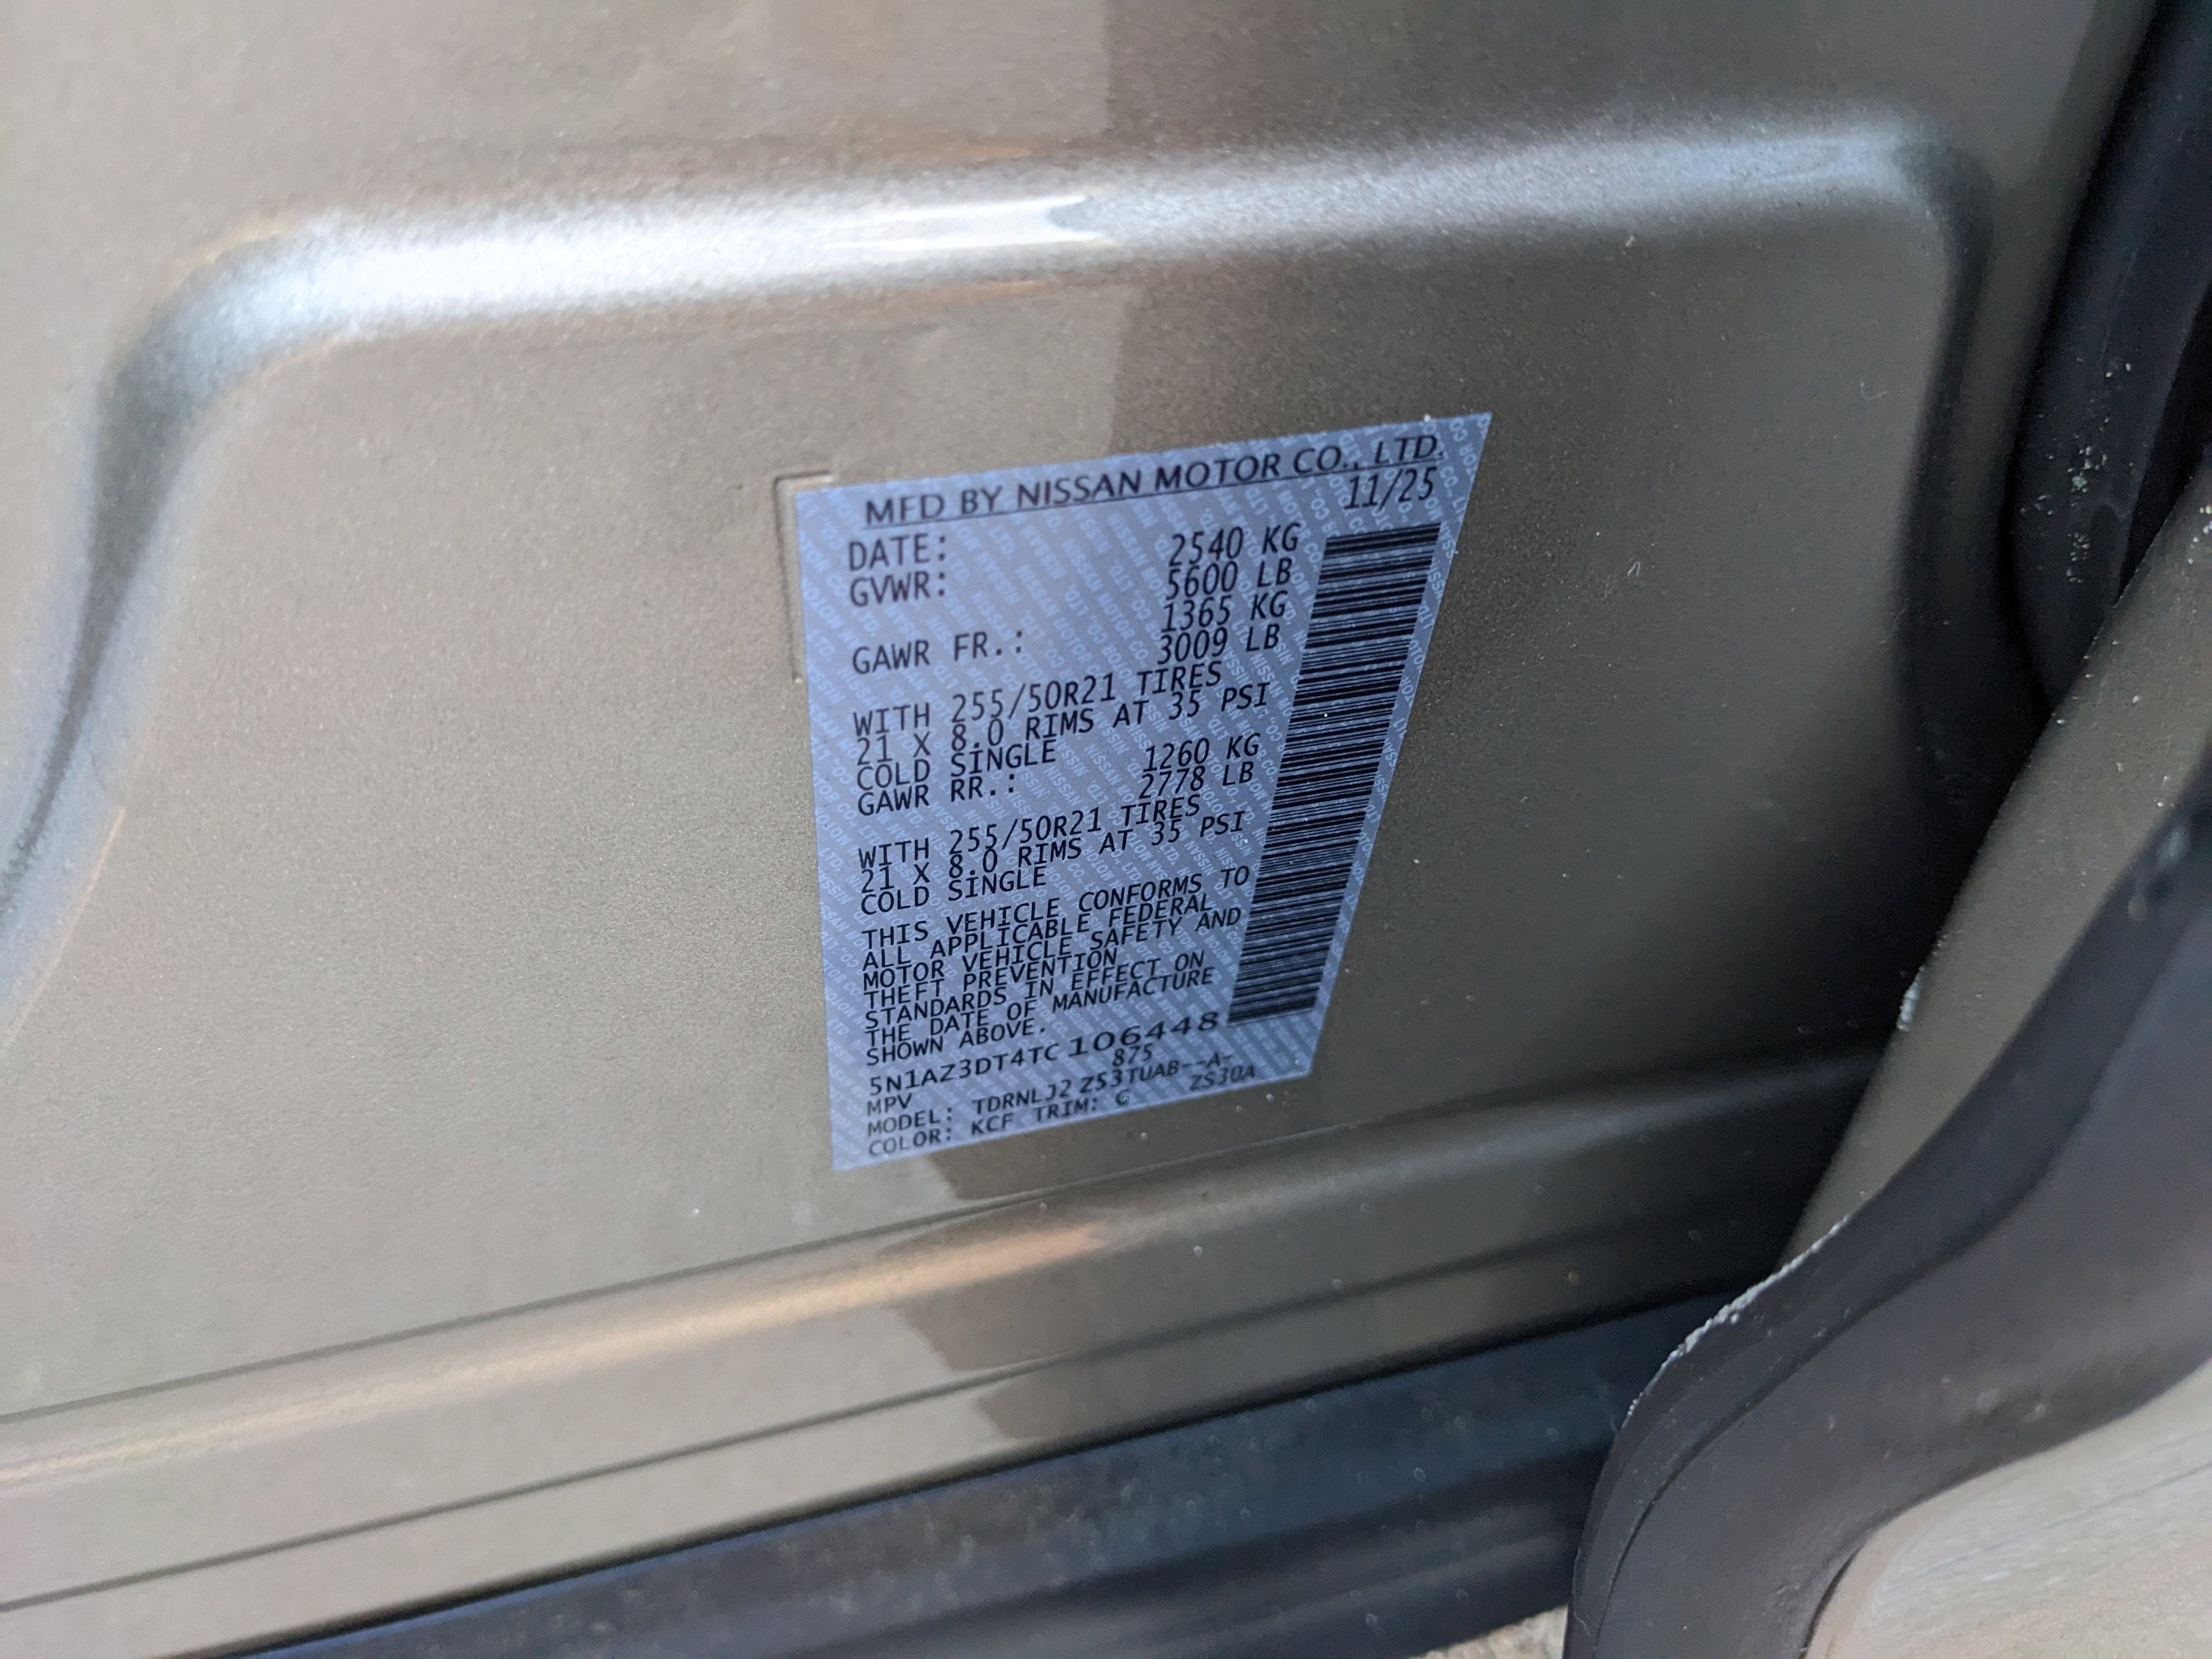 MFD BY NISSAN MOTOR CO., LTD.
DATE: 11/25
GVWR: 2540 KG
5600 LB
GAWR FR.: 1365 KG
3009 LB
WITH 255/50R21 TIRES
21 X 8.0 RIMS AT 35 PSI
COLD SINGLE
GAWR RR.: 1260 KG
2778 LB
WITH 255/50R21 TIRES
21 X 8.0 RIMS AT 35 PSI
COLD SINGLE
THIS VEHICLE CONFORMS TO
ALL APPLICABLE FEDERAL
MOTOR VEHICLE SAFETY AND
THEFT PREVENTION
STANDARDS IN EFFECT ON
THE DATE OF MANUFACTURE
SHOWN ABOVE.
5N1AZ3DT4TC106448
MPV 875
MODEL: TDRNLJ2 Z53TUAB--A-
COLOR: KCF TRIM: G ZS30A